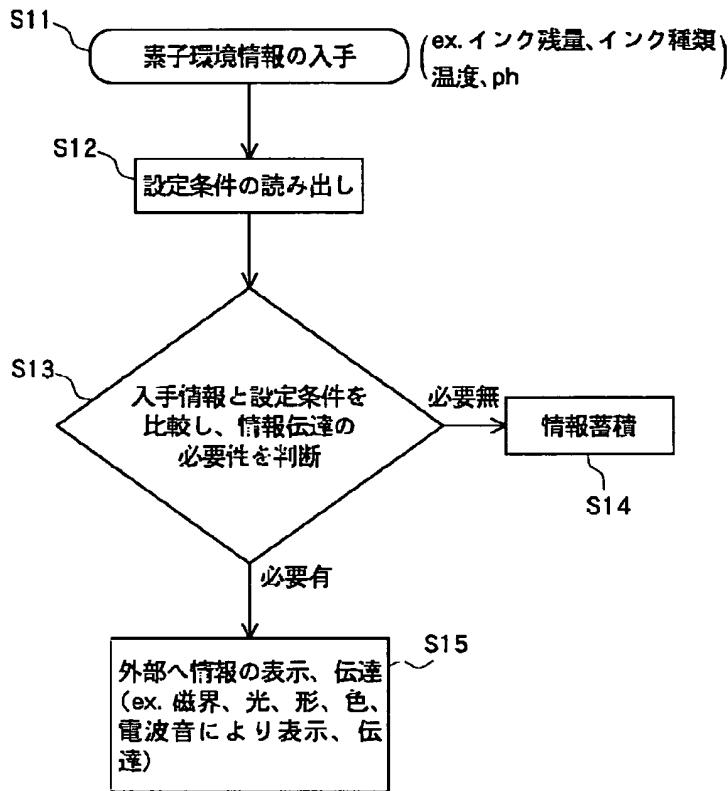 S11
素子環境情報の入手
(ex.インク残量、インク種類
温度、ph)
S12
設定条件の読み出し
S13
入手情報と設定条件を
比較し、情報伝達の
必要性を判断
必要無
情報蓄積
S14
必要有
S15
外部へ情報の表示、伝達
(ex. 磁界、光、形、色、
電波音により表示、伝
達)